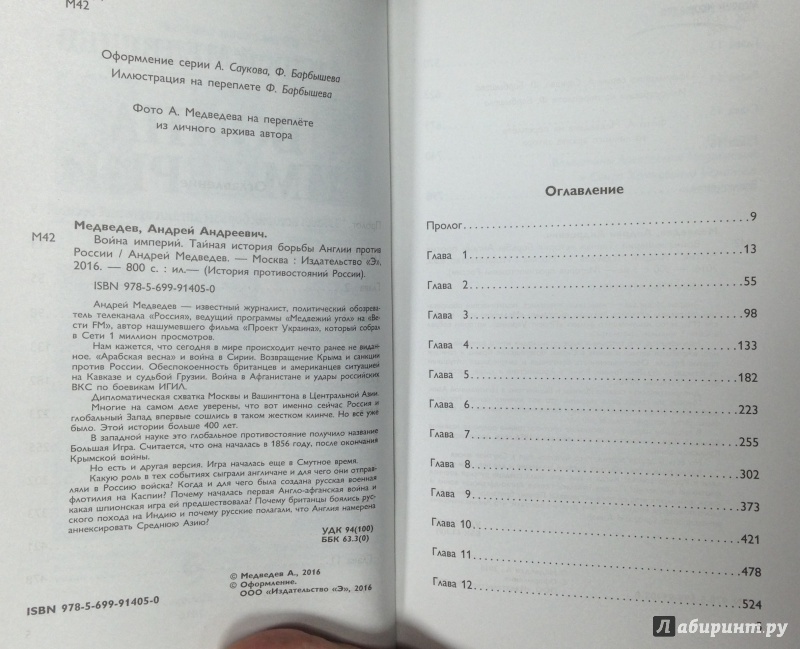 М42
Оформление серии А. Саукова, Ф. Барбышева
Иллюстрация на переплете Ф. Барбышева
Фото А. Медведева на переплёте
из личного архива автора
Медведев, Андрей Андреевич.
М42
Война империй. Тайная история борьбы Англии против
России / Андрей Медведев. — Москва : Издательство «Э»,
2016. — 800 с. : ил.— (История противостояний России).
ISBN 978-5-699-91405-0
Андрей Медведев — известный журналист, политический обозрева-
тель телеканала «Россия», ведущий программы «Медвежий угол» на «Ве-
сти FM», автор нашумевшего фильма «Проект Украина», который собрал
в Сети 1 миллион просмотров.
Нам кажется, что сегодня в мире происходит нечто ранее не видан-
ное. «Арабская весна» и война в Сирии. Возвращение Крыма и санкции
против России. Обеспокоенность британцев и американцев ситуацией
на Кавказе и судьбой Грузии. Война в Афганистане и удары российских
ВКС по боевикам ИГИЛ.
Дипломатическая схватка Москвы и Вашингтона в Центральной Азии.
Многие на самом деле уверены, что вот именно сейчас Россия и
глобальный Запад впервые сошлись в таком жестком клинче. Но всё уже
было. Этой истории больше 400 лет.
В западной науке это глобальное противостояние получило название
Большая Игра. Считается, что она началась в 1856 году, после окончания
Крымской войны.
Но есть и другая версия. Игра началась еще в Смутное время.
Какую роль в тех событиях сыграли англичане и для чего они отправ-
ляли в Россию войска? Когда и для чего была создана русская военная
флотилия на Каспии? Почему началась первая Англо-афганская война и
какая шпионская игра ей предшествовала? Почему британцы боялись рус-
ского похода на Индию и почему русские полагали, что Англия намерена
аннексировать Среднюю Азию?
УДК 94(100)
ББК 63.3(0)
© Медведев А., 2016
© Оформление.
ООО «Издательство «Э», 2016
ISBN 978-5-699-91405-0
Оглавление
Пролог 9
Глава 1 13
Глава 2 55
Глава 3 98
Глава 4 133
Глава 5 182
Глава 6 223
Глава 7 255
Глава 8 302
Глава 9 373
Глава 10 421
Глава 11 478
Глава 12 524
Лабиринт.ру